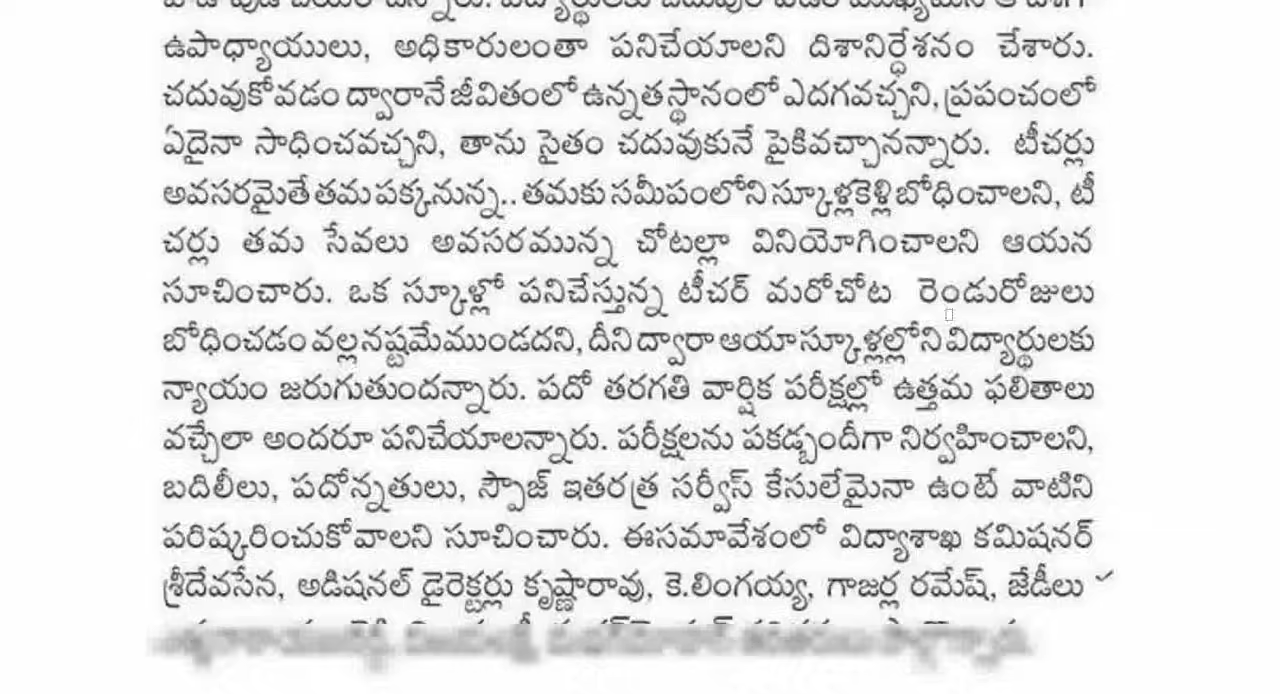 ఉపాధ్యాయులు, అధికారులంతా పనిచేయాలని దిశానిర్దేశనం చేశారు.
చదువుకోవడం ద్వారానే జీవితంలో ఉన్నత స్థానంలో ఎదగవచ్చని, ప్రపంచంలో
ఏదైనా సాధించవచ్చని, తాను సైతం చదువుకునే పైకివచ్చానన్నారు. టీచర్లు
అవసరమైతే తమ పక్కనున్న.. తమకు సమీపంలోని స్కూళ్లకెళ్లి బోధించాలని, టీ
చర్లు తమ సేవలు అవసరమున్న చోటల్లా వినియోగించాలని ఆయన
సూచించారు. ఒక స్కూళ్లో పనిచేస్తున్న టీచర్ మరోచోట రెండురోజులు
బోధించడం వల్ల నష్టమేముండదని, దీని ద్వారా ఆయా స్కూళ్లల్లోని విద్యార్థులకు
న్యాయం జరుగుతుందన్నారు. పదో తరగతి వార్షిక పరీక్షల్లో ఉత్తమ ఫలితాలు
వచ్చేలా అందరూ పనిచేయాలన్నారు. పరీక్షలను పకడ్బందీగా నిర్వహించాలని,
బదిలీలు, పదోన్నతులు, స్పౌజ్ ఇతరత్ర సర్వీస్ కేసులేమైనా ఉంటే వాటిని
పరిష్కరించుకోవాలని సూచించారు. ఈసమావేశంలో విద్యాశాఖ కమిషనర్
శ్రీదేవసేన, అడిషనల్ డైరెక్టర్లు కృష్ణారావు, కె.లింగయ్య, గాజర్ల రమేష్, జేడీలు